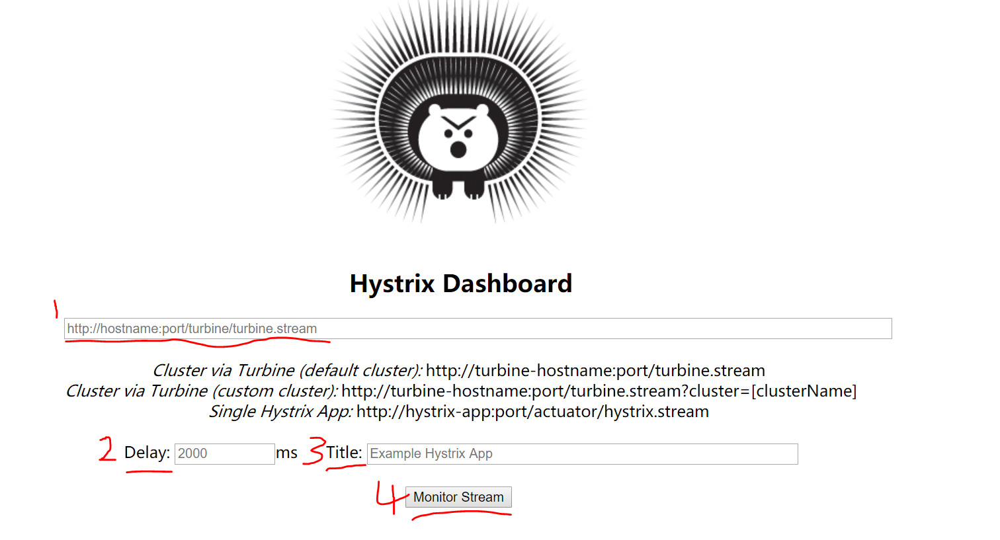 Hystrix Dashboard
1
http://hostname:port/turbine/turbine.stream
Cluster via Turbine (default cluster): http://turbine-hostname:port/turbine.stream
Cluster via Turbine (custom cluster): http://turbine-hostname:port/turbine.stream?cluster=[clusterName]
Single Hystrix App: http://hystrix-app:port/actuator/hystrix.stream
2 Delay: 2000 ms 3 Title: Example Hystrix App
4 Monitor Stream